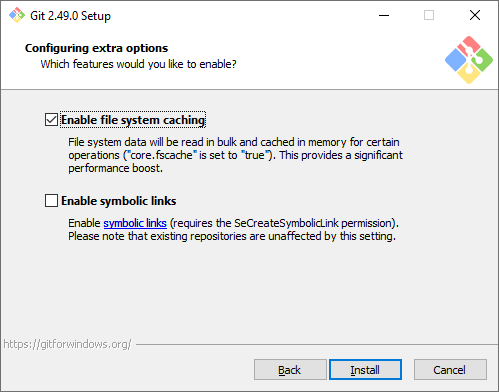 Git 2.49.0 Setup
Configuring extra options
Which features would you like to enable?
Enable file system caching
File system data will be read in bulk and cached in memory for certain
operations ("core.fscache" is set to "true"). This provides a significant
performance boost.
Enable symbolic links
Enable symbolic links (requires the SeCreateSymbolicLink permission).
Please note that existing repositories are unaffected by this setting.
https://gitforwindows.org/
Back Install Cancel